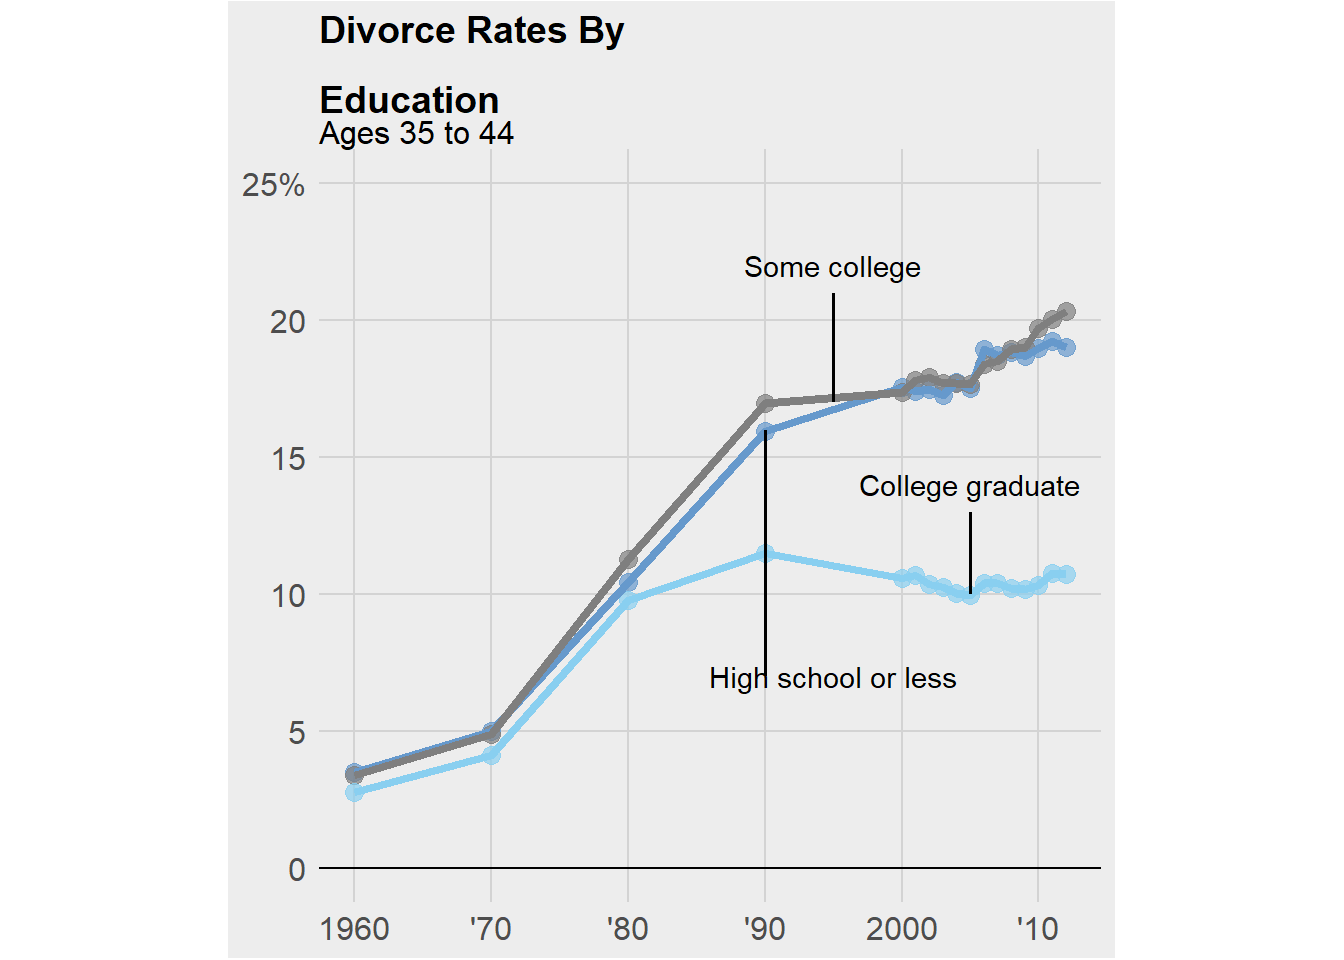 Divorce Rates By
Education
Ages 35 to 44
25%
Some college
20
15
College graduate
10
High school or less
5
0
1960 '70 '80 '90 2000 '10